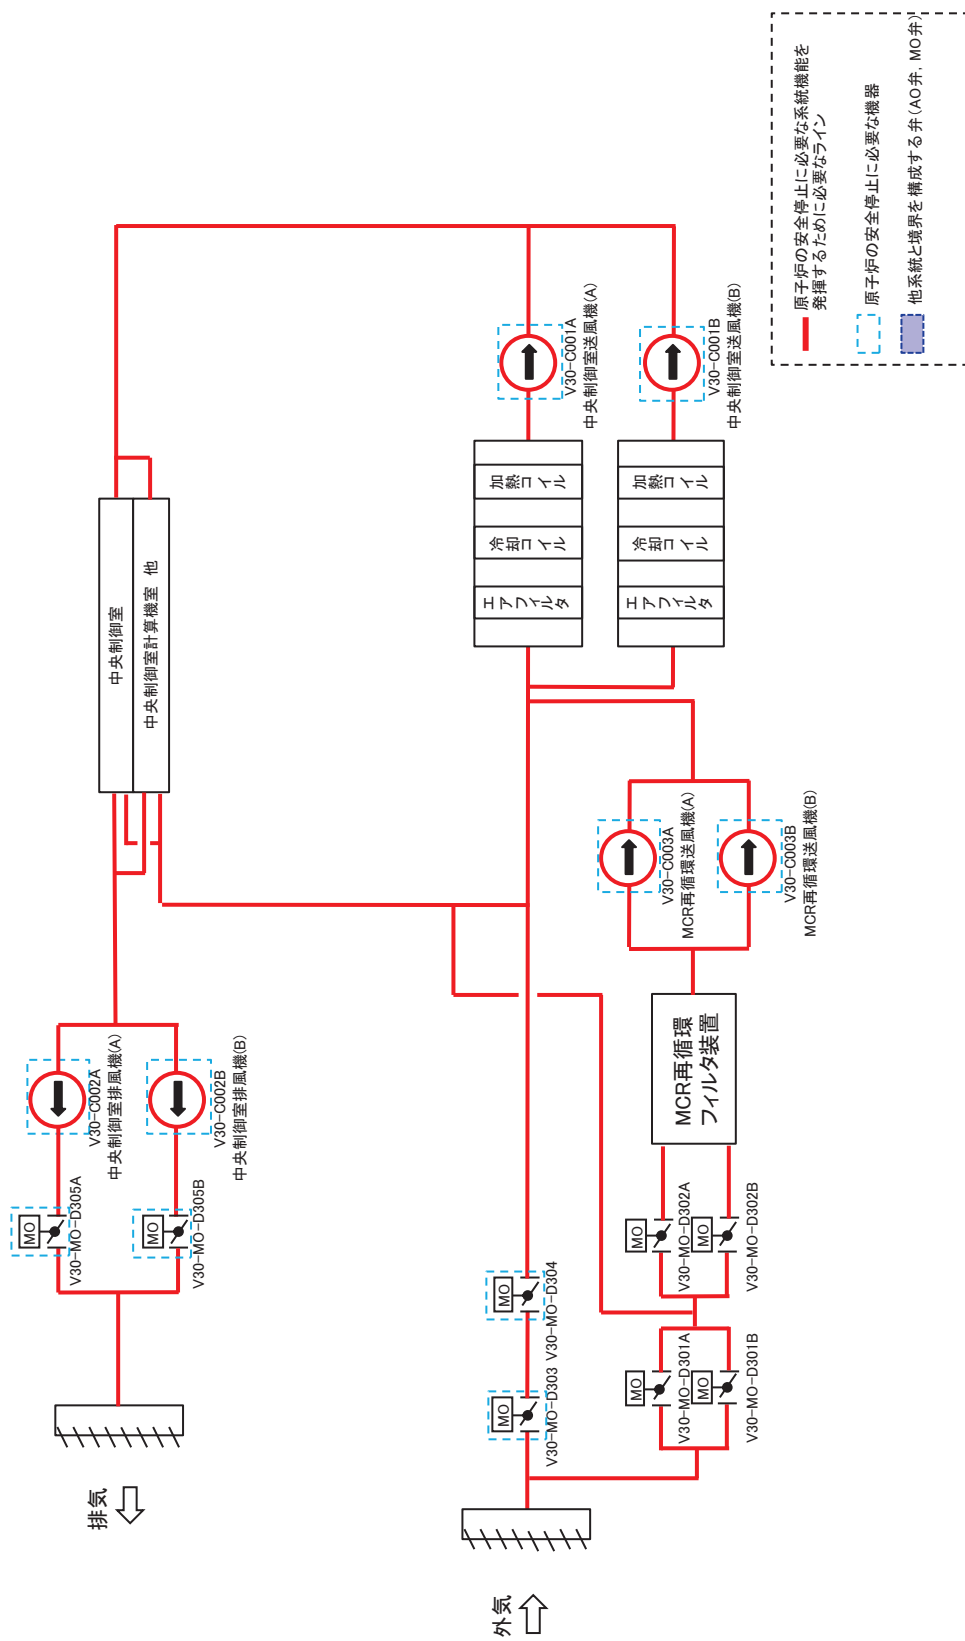 排気
外気
MO
V30-MO-D305A
MO
V30-MO-D305B
V30-C002A
中央制御室排風機(A)
V30-C002B
中央制御室排風機(B)
中央制御室
中央制御室計算機室 他
MO
V30-MO-D303
MO
V30-MO-D304
MO
V30-MO-D301A
MO
V30-MO-D301B
MO
V30-MO-D302A
MO
V30-MO-D302B
MCR再循環
フィルタ装置
V30-C003A
MCR再循環送風機(A)
V30-C003B
MCR再循環送風機(B)
エアフィルタ
冷却コイル
加熱コイル
エアフィルタ
冷却コイル
加熱コイル
V30-C001A
中央制御室送風機(A)
V30-C001B
中央制御室送風機(B)
原子炉の安全停止に必要な系統機能を
発揮するために必要なライン
原子炉の安全停止に必要な機器
他系統と境界を構成する弁(AO弁, MO弁)